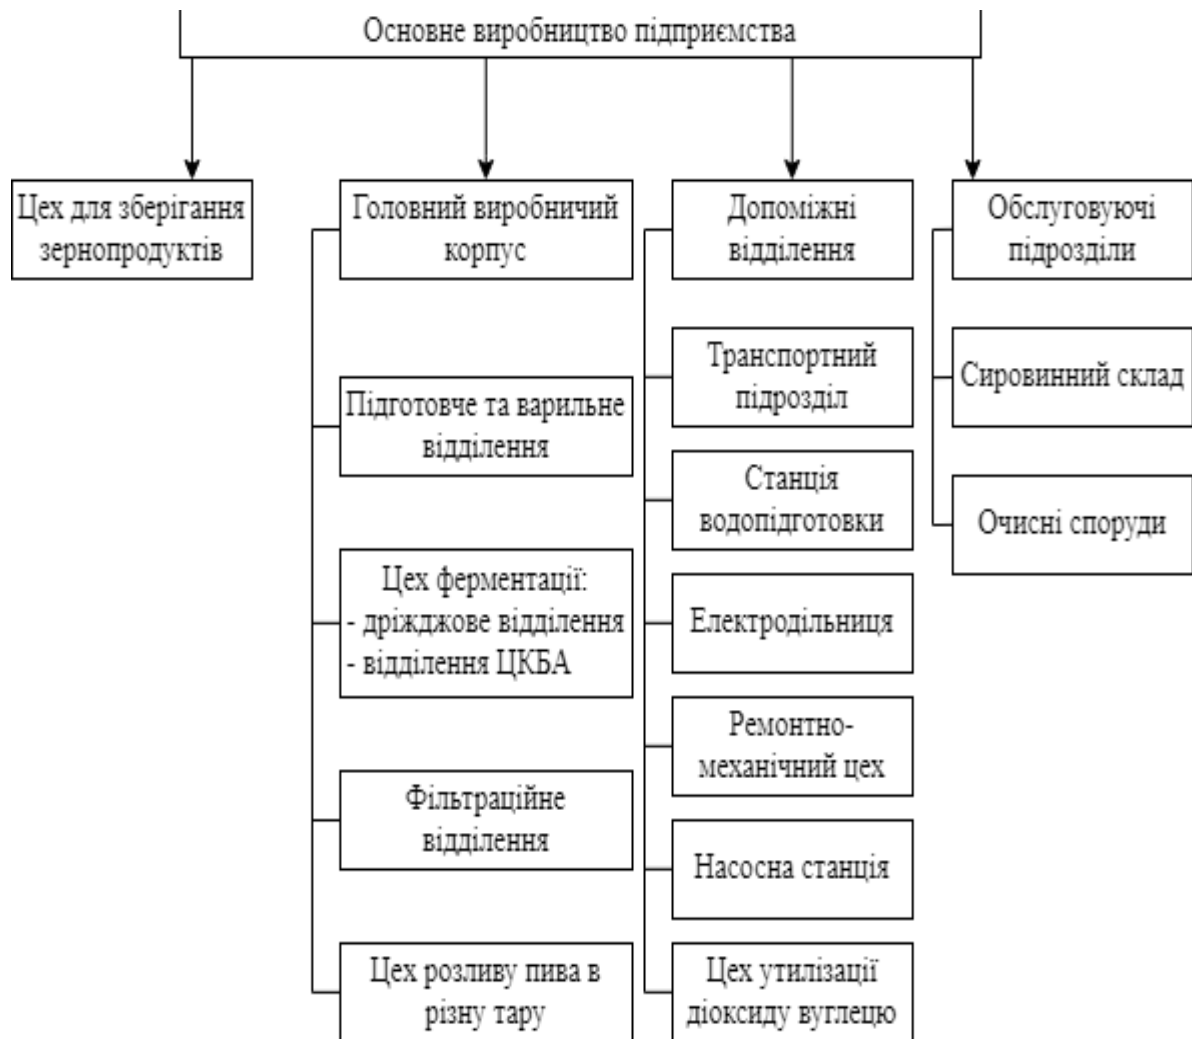 Основне виробництво підприємства
Цех для зберігання
зернопродуктів
Головний виробничий
корпус
Підготовче та варильне
відділення
Цех ферментації:
- дріжджове відділення
- відділення ЦКБА
Фільтраційне
відділення
Цех розливу пива в
різну тару
Допоміжні
відділення
Транспортний
підрозділ
Станція
водопідготовки
Електродільниця
Ремонтно-
механічний цех
Насосна станція
Цех утилізації
діоксиду вуглецю
Обслуговуючі
підрозділи
Сировинний склад
Очисні споруди